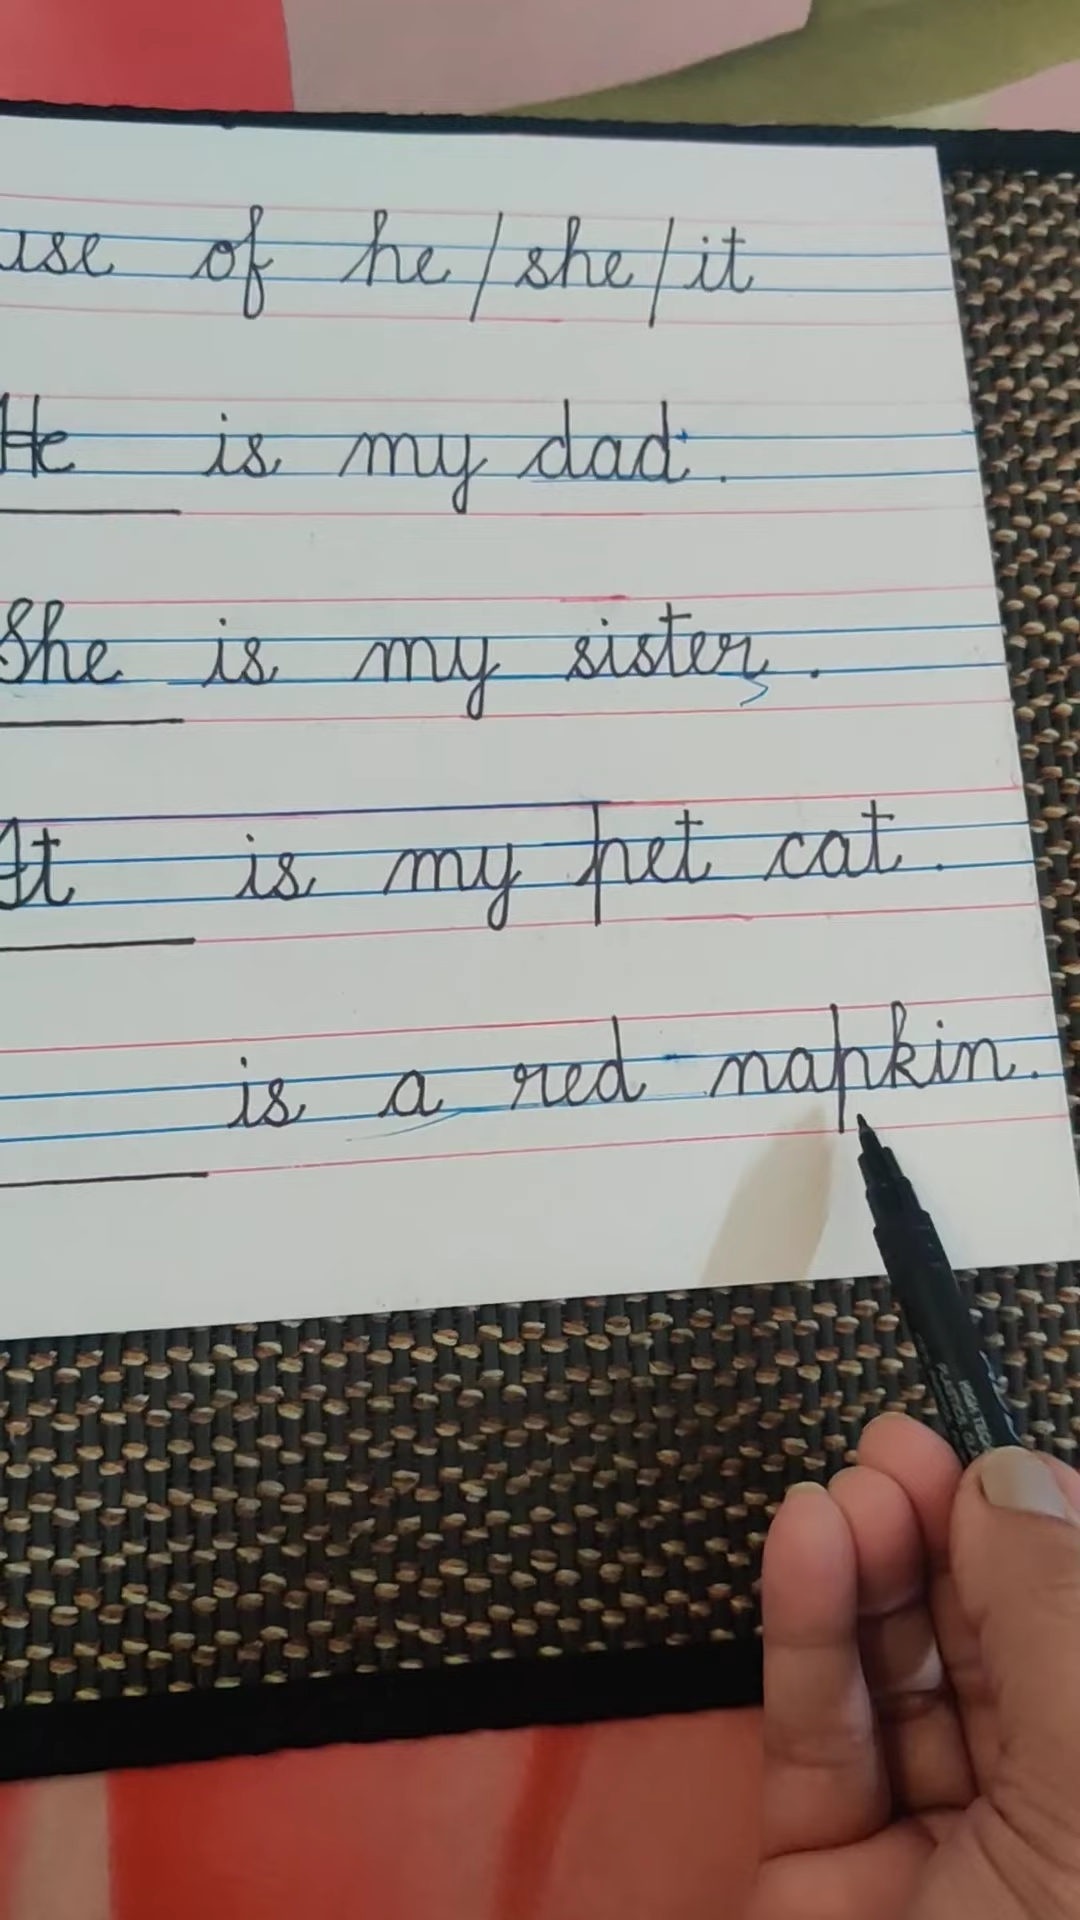 use of he/she/it
He is my dad.
She is my sister.
It is my pet cat.
is a red napkin.